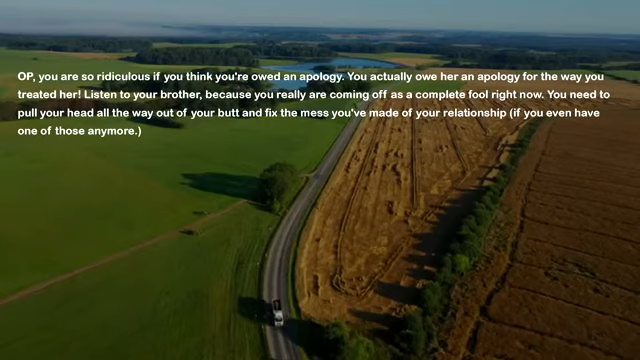 OP, you are so ridiculous if you think you're owed an apology. You actually owe her an apology for the way you
treated her! Listen to your brother, because you really are coming off as a complete fool right now. You need to
pull your head all the way out of your butt and fix the mess you've made of your relationship (if you even have
one of those anymore.)